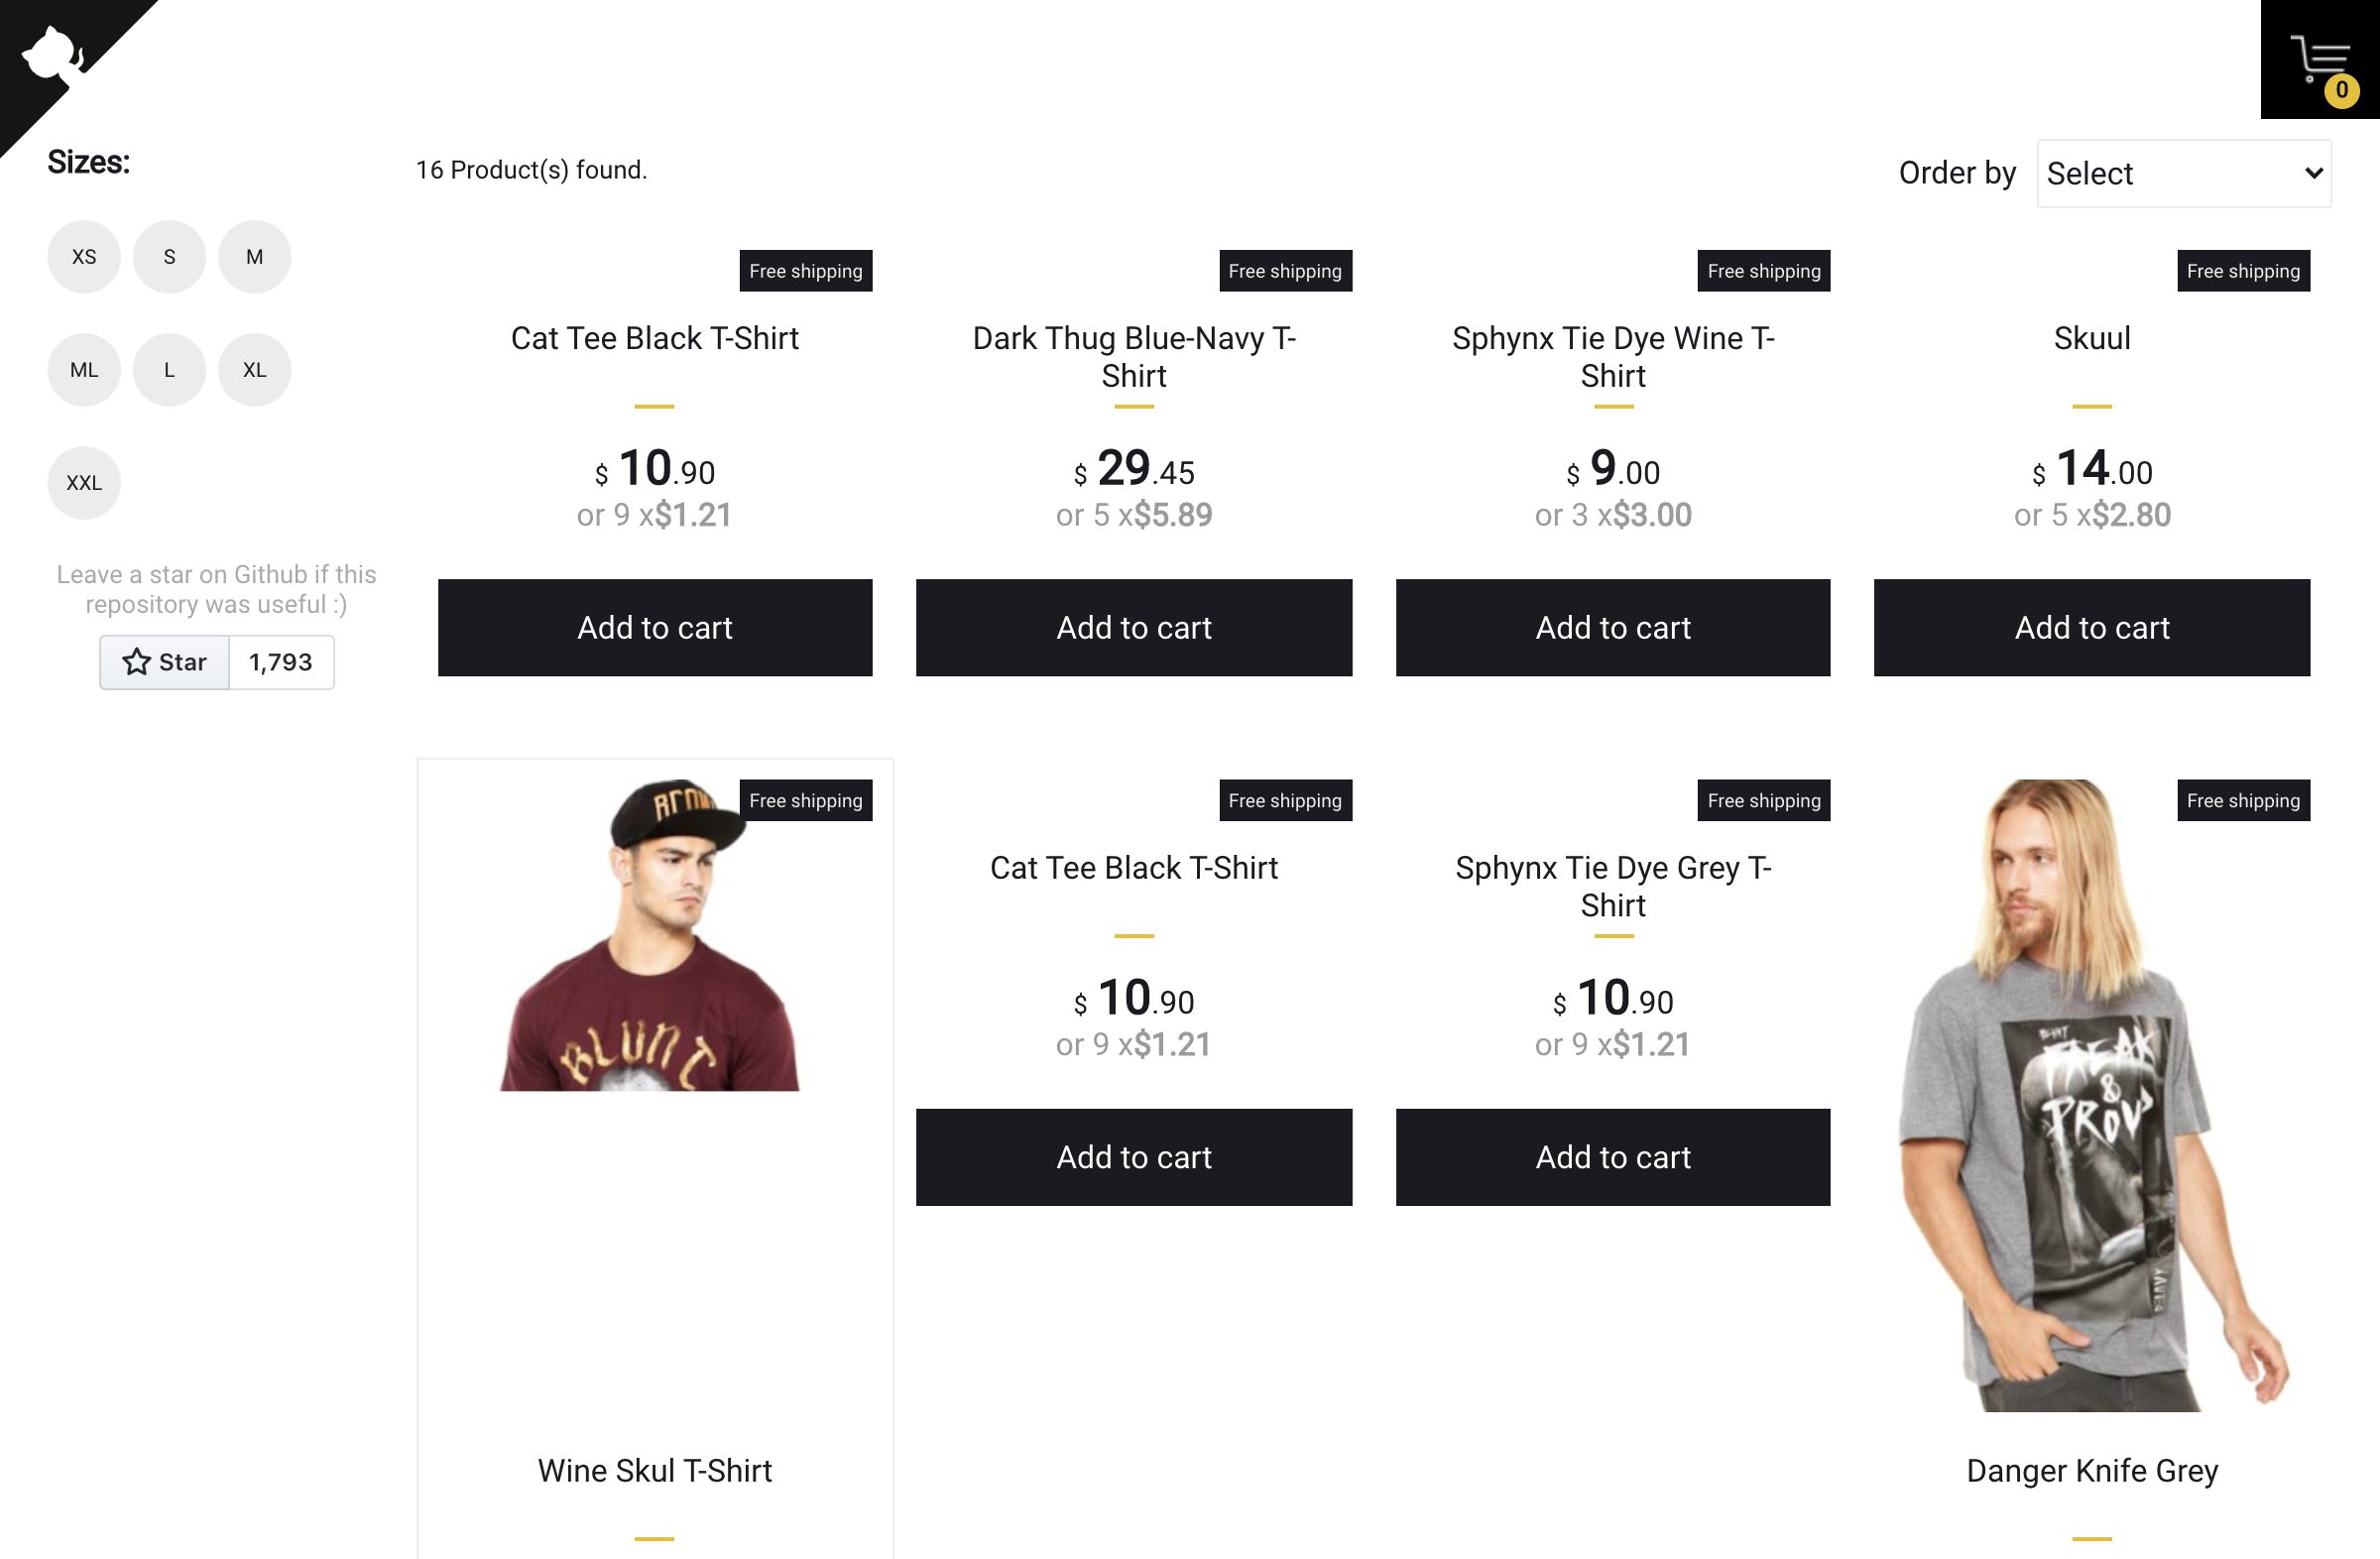 0
Sizes:
16 Product(s) found.
Order by
Select
XS
S
M
ML
L
XL
XXL
Leave a star on Github if this
repository was useful :)
Star
1,793
Free shipping
Cat Tee Black T-Shirt
$ 10.90
or 9 x$1.21
Add to cart
Free shipping
Dark Thug Blue-Navy T-
Shirt
$ 29.45
or 5 x$5.89
Add to cart
Free shipping
Sphynx Tie Dye Wine T-
Shirt
$ 9.00
or 3 x$3.00
Add to cart
Free shipping
Skuul
$ 14.00
or 5 x$2.80
Add to cart
Free shipping
BLUNT
Wine Skul T-Shirt
Free shipping
Cat Tee Black T-Shirt
$ 10.90
or 9 x$1.21
Add to cart
Free shipping
Sphynx Tie Dye Grey T-
Shirt
$ 10.90
or 9 x$1.21
Add to cart
Free shipping
FREAK
&
PROV
Danger Knife Grey